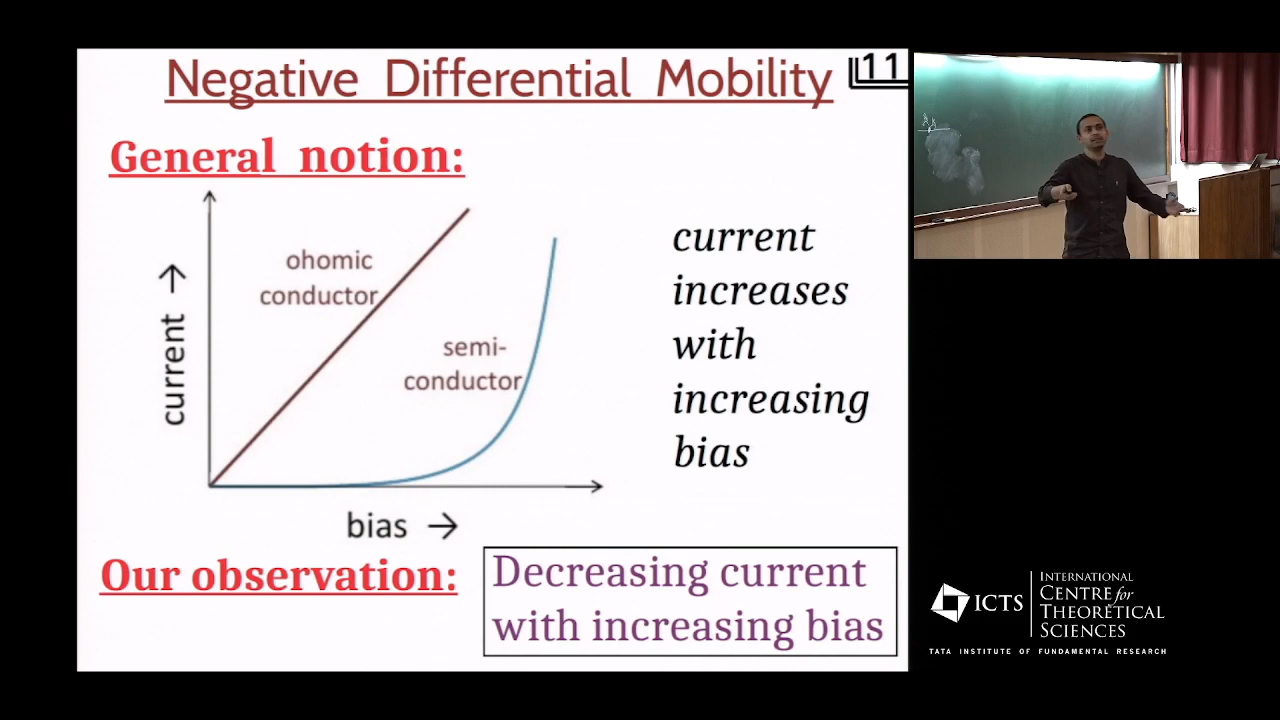 Negative Differential Mobility
11
General notion:
ohomic
conductor
semi-
conductor
current →
bias →
current
increases
with
increasing
bias
Our observation:
Decreasing current
with increasing bias
ICTS
INTERNATIONAL
CENTRE for
THEORETICAL
SCIENCES
TATA INSTITUTE OF FUNDAMENTAL RESEARCH